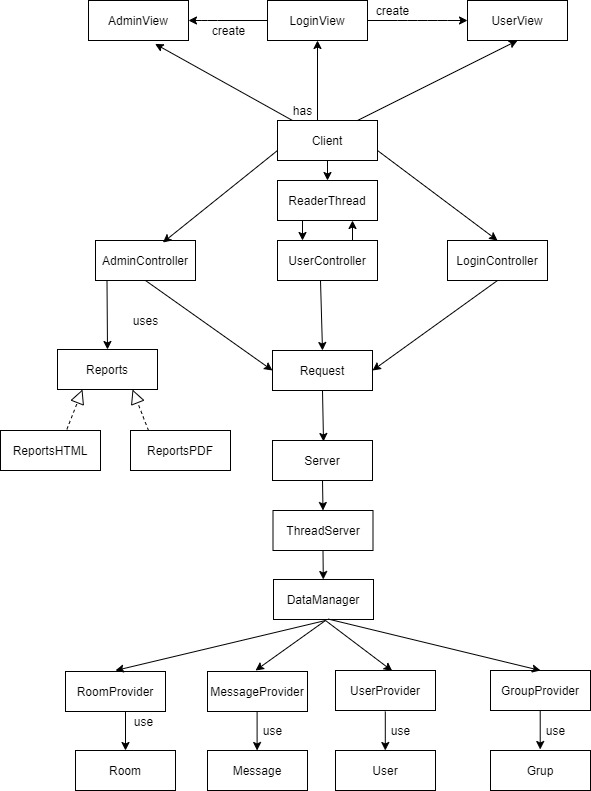 AdminView
LoginView
UserView
create
create
has
Client
ReaderThread
AdminController
UserController
LoginController
uses
Reports
Request
ReportsHTML
ReportsPDF
Server
ThreadServer
DataManager
RoomProvider
MessageProvider
UserProvider
GroupProvider
use
use
use
use
Room
Message
User
Grup